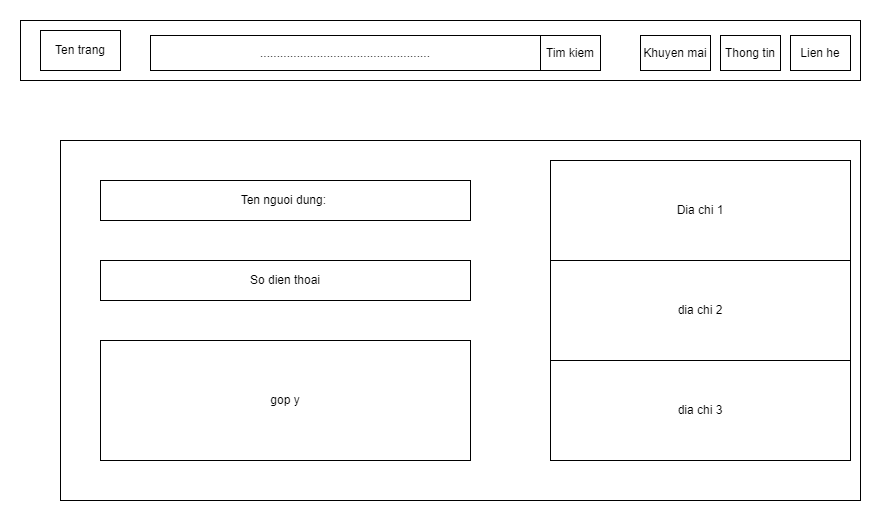 Ten trang
...................................................
Tim kiem
Khuyen mai
Thong tin
Lien he
Ten nguoi dung:
So dien thoai
gop y
Dia chi 1
dia chi 2
dia chi 3